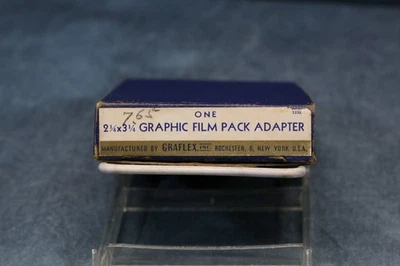 ONE
765
2¼x3¼ GRAPHIC FILM PACK ADAPTER
MANUFACTURED BY GRAFLEX, INC. ROCHESTER, 8, NEW YORK U.S.A.